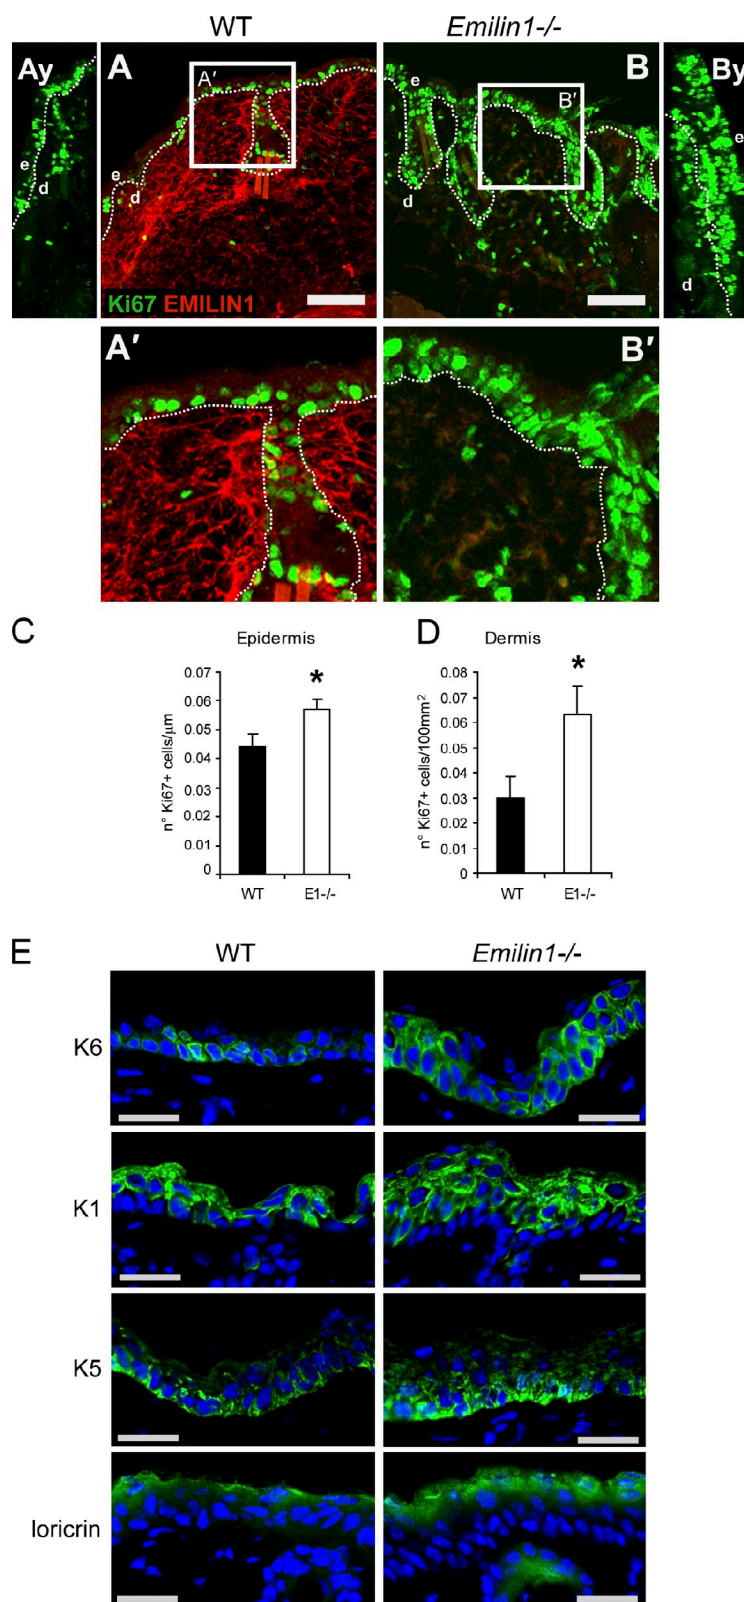 WT
Emilin1-/-
Ay
A
A′
B
B′
By
e
d
e
d
e
d
e
d
Ki67 EMILIN1
A′
B′
C
Epidermis
n° Ki67+ cells/μm
0.07
0.06
0.05
0.04
0.03
0.02
0.01
0
*
WT
E1-/-
D
Dermis
n° Ki67+ cells/100mm²
0.08
0.07
0.06
0.05
0.04
0.03
0.02
0.01
0
*
WT
E1-/-
E
WT
Emilin1-/-
K6
K1
K5
loricrin